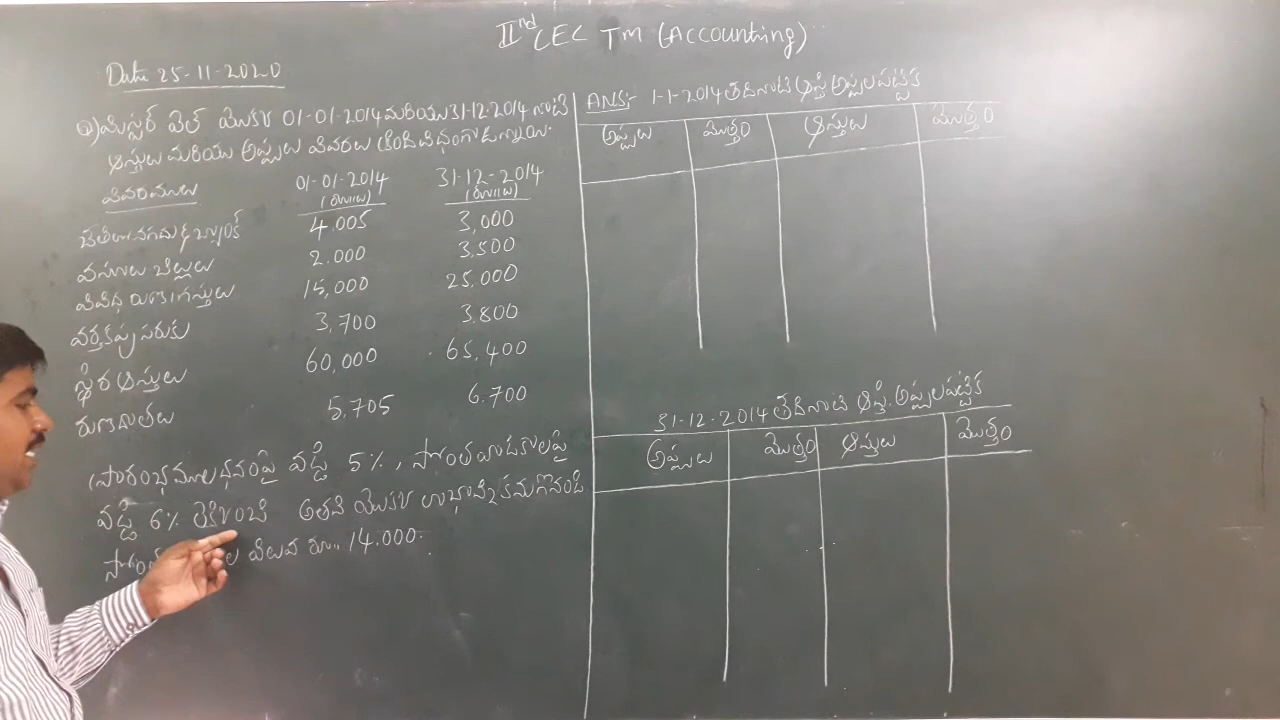 IInd CEC TM (Accounting)
Date 25-11-2020
మిస్టర్ పాల్ యొక్క 01-01-2014 మరియు 31-12-2014 నాటి
ఆస్తులు మరియు అప్పులు వివరాలు క్రింది విధంగా ఉన్నాయి.
వివరములు 01-01-2014 31-12-2014
(రూ॥లు) (రూ॥లు)
చేతిలో నగదు & బ్యాంక్ 4.005 3,000
వసూలు బిల్లులు 2.000 3.500
వివిధ ఋణగ్రస్తులు 15,000 25.000
వర్తకపు సరుకు 3,700 3,800
స్థిర ఆస్తులు 60,000 65,400
ఋణదాతలు 5,705 6.700
ప్రారంభ మూలధనంపై వడ్డీ 5%, సొంతవాడకాలపై
వడ్డీ 6% లెక్కించి అతని యొక్క లాభాన్ని కనుగొనండి
విలువ రూ॥ 14.000.
ANS:- 1-1-2014 తేదినాటి ఆస్తి అప్పుల పట్టిక
అప్పులు మొత్తం ఆస్తులు మొత్తం
31-12-2014 తేదినాటి ఆస్తి. అప్పుల పట్టిక
అప్పులు మొత్తం ఆస్తులు మొత్తం